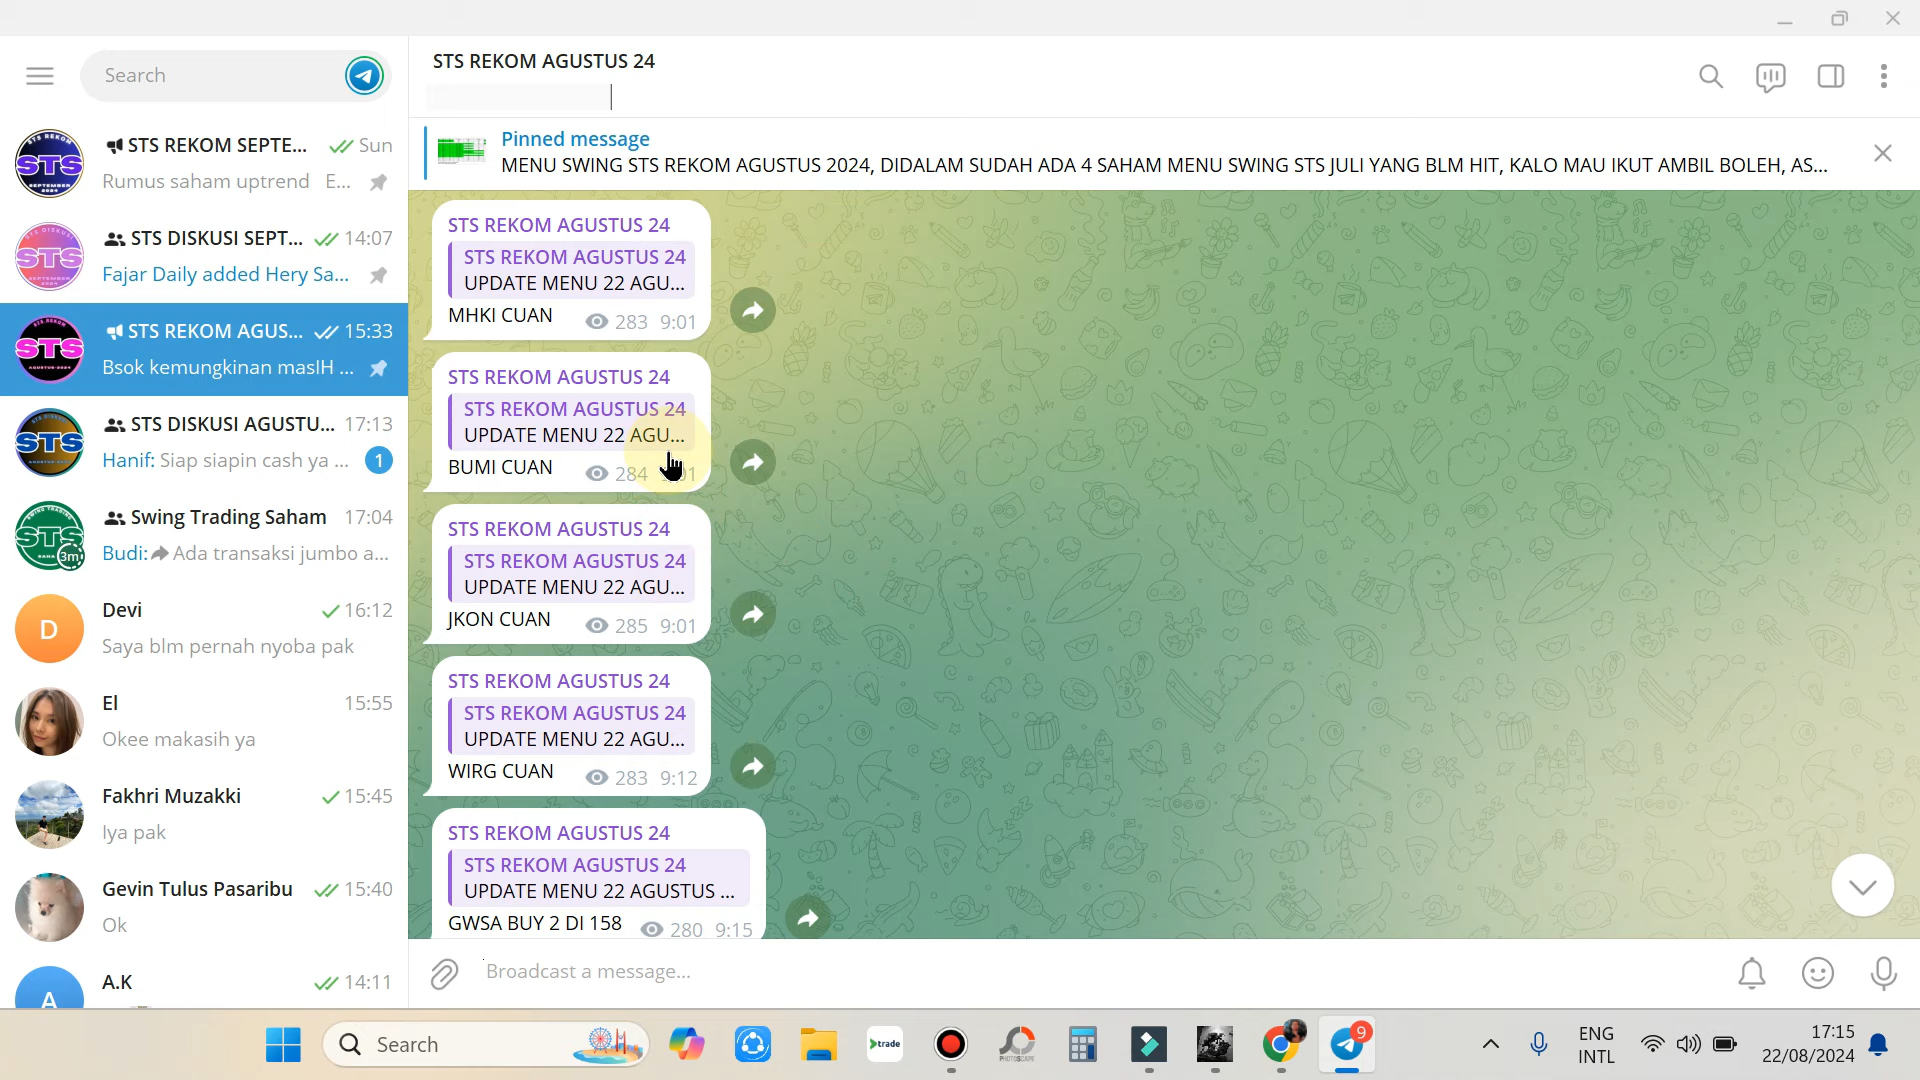 Search
STS REKOM SEPTE... Sun
Rumus saham uptrend E...
STS DISKUSI SEPT... 14:07
Fajar Daily added Hery Sa...
STS REKOM AGUS... 15:33
Bsok kemungkinan masIH ...
STS DISKUSI AGUSTU... 17:13
Hanif: Siap siapin cash ya ... 1
Swing Trading Saham 17:04
Budi: Ada transaksi jumbo a...
3m
D
Devi 16:12
Saya blm pernah nyoba pak
El 15:55
Okee makasih ya
Fakhri Muzakki 15:45
Iya pak
Gevin Tulus Pasaribu 15:40
Ok
A
A.K 14:11
STS REKOM AGUSTUS 24
Pinned message
MENU SWING STS REKOM AGUSTUS 2024, DIDALAM SUDAH ADA 4 SAHAM MENU SWING STS JULI YANG BLM HIT, KALO MAU IKUT AMBIL BOLEH, AS...
STS REKOM AGUSTUS 24
STS REKOM AGUSTUS 24
UPDATE MENU 22 AGU...
MHKI CUAN 283 9:01
STS REKOM AGUSTUS 24
STS REKOM AGUSTUS 24
UPDATE MENU 22 AGU...
BUMI CUAN 284
STS REKOM AGUSTUS 24
STS REKOM AGUSTUS 24
UPDATE MENU 22 AGU...
JKON CUAN 285 9:01
STS REKOM AGUSTUS 24
STS REKOM AGUSTUS 24
UPDATE MENU 22 AGU...
WIRG CUAN 283 9:12
STS REKOM AGUSTUS 24
STS REKOM AGUSTUS 24
UPDATE MENU 22 AGUSTUS ...
GWSA BUY 2 DI 158 280 9:15
Broadcast a message...
Search
trade
PHOTOSCAPE
9
ENG
INTL
17:15
22/08/2024